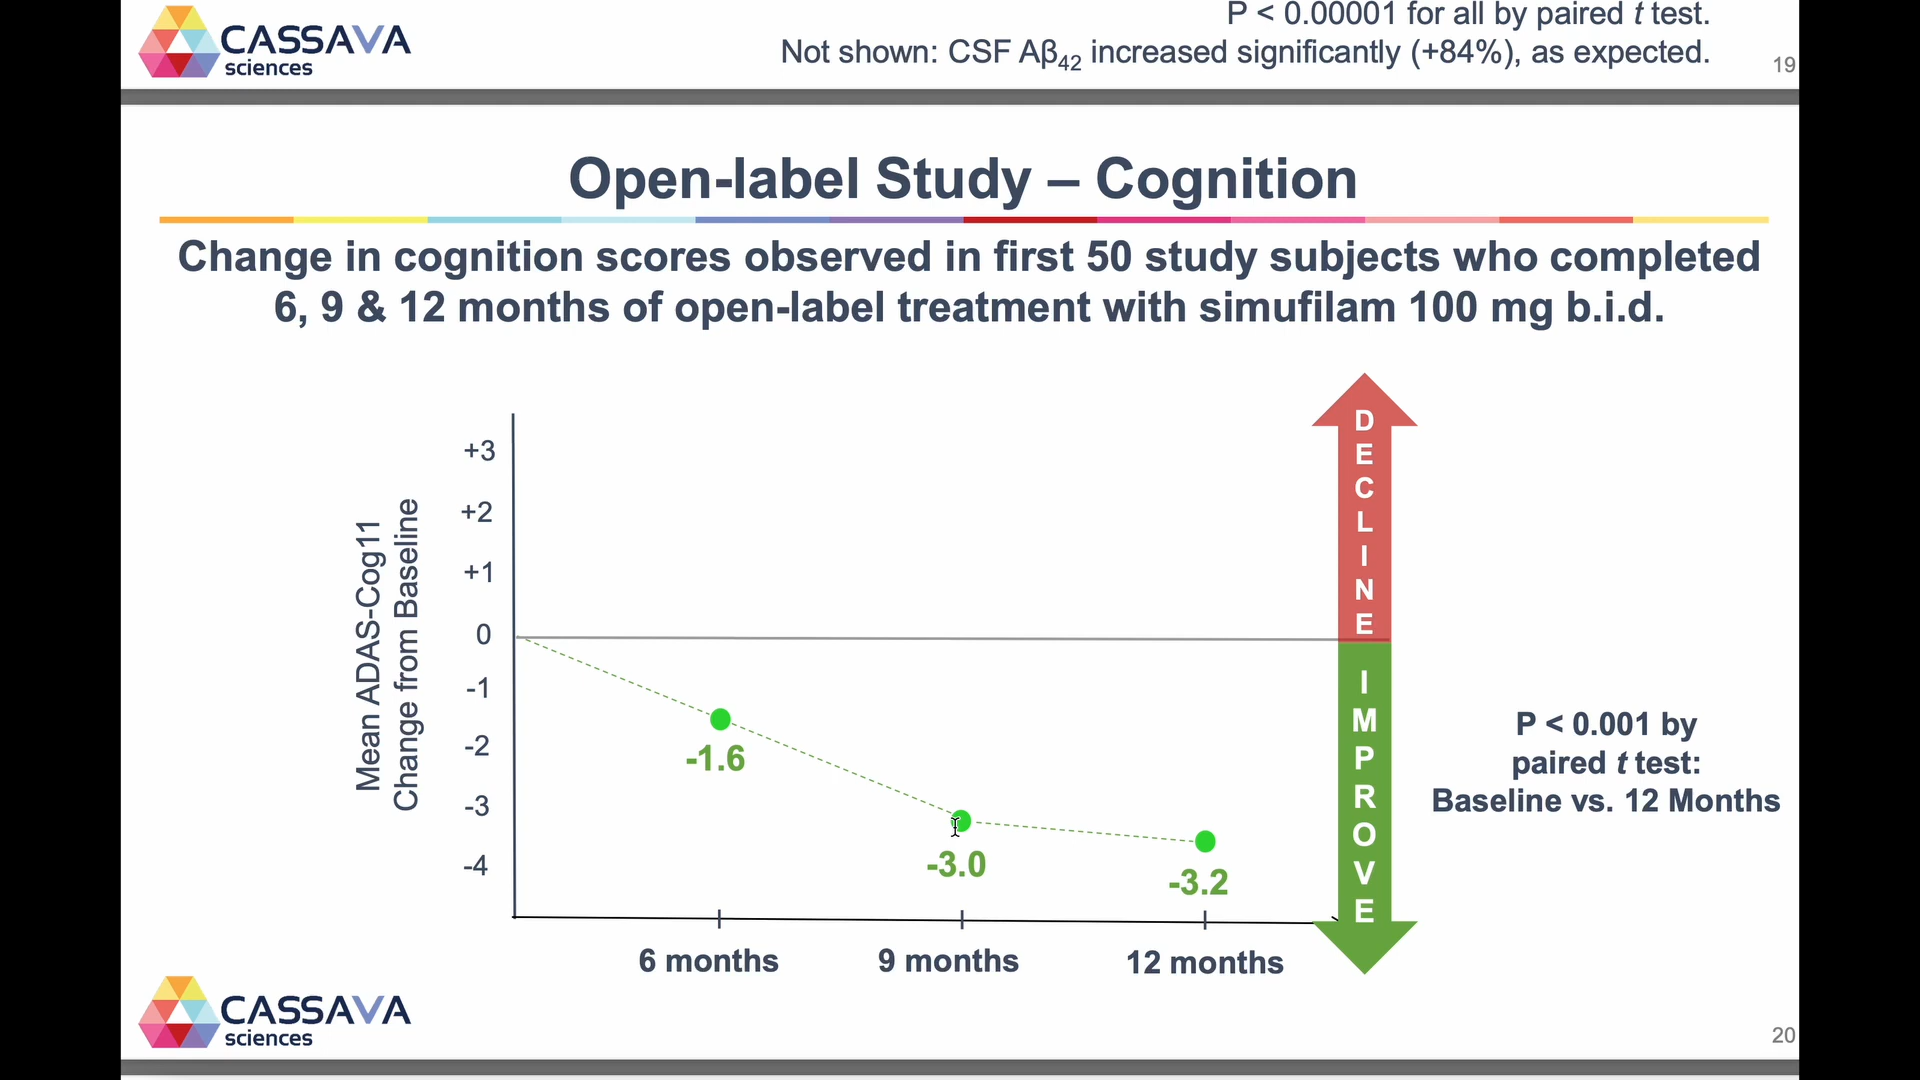 P < 0.00001 for all by paired t test.
CASSAVA
sciences
Not shown: CSF Aβ42 increased significantly (+84%), as expected.
19
Open-label Study – Cognition
Change in cognition scores observed in first 50 study subjects who completed
6, 9 & 12 months of open-label treatment with simufilam 100 mg b.i.d.
Mean ADAS-Cog11
Change from Baseline
+3
+2
+1
0
-1
-2
-3
-4
-1.6
-3.0
-3.2
6 months
9 months
12 months
DECLINE
IMPROVE
P < 0.001 by
paired t test:
Baseline vs. 12 Months
CASSAVA
sciences
20